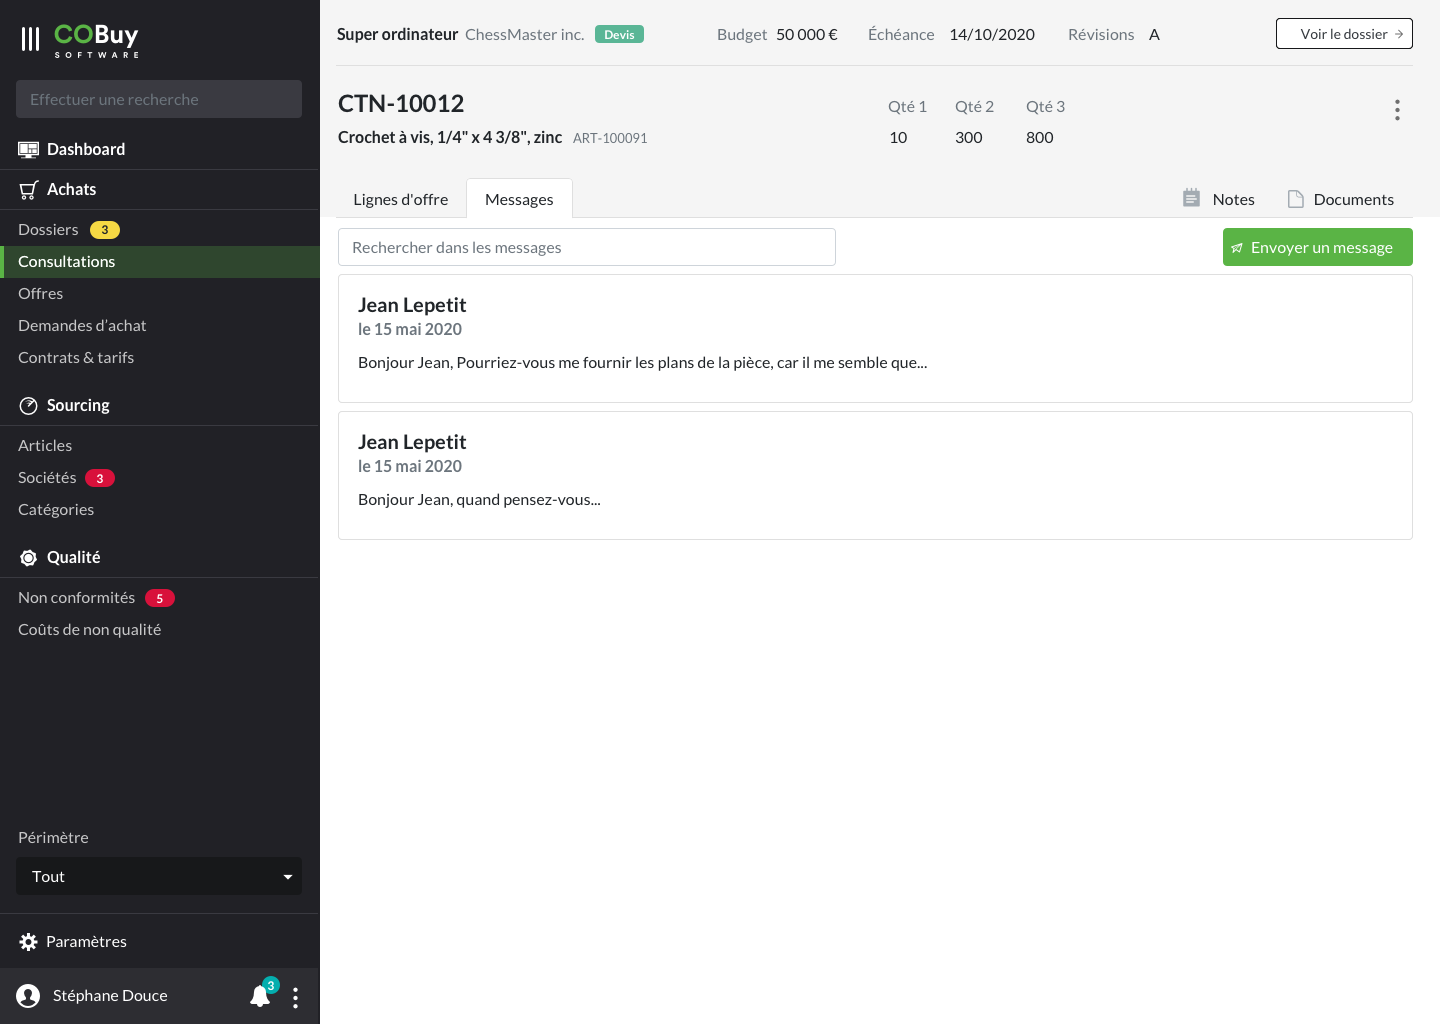 COBuy
SOFTWARE
Effectuer une recherche
Dashboard
Achats
Dossiers 3
Consultations
Offres
Demandes d’achat
Contrats & tarifs
Sourcing
Articles
Sociétés 3
Catégories
Qualité
Non conformités 5
Coûts de non qualité
Périmètre
Tout
Paramètres
Stéphane Douce 3
Super ordinateur ChessMaster inc. Devis Budget 50 000 € Échéance 14/10/2020 Révisions A Voir le dossier →
CTN-10012 Qté 1 Qté 2 Qté 3
Crochet à vis, 1/4" x 4 3/8", zinc ART-100091 10 300 800
Lignes d'offre Messages Notes Documents
Rechercher dans les messages Envoyer un message
Jean Lepetit
le 15 mai 2020
Bonjour Jean, Pourriez-vous me fournir les plans de la pièce, car il me semble que...
Jean Lepetit
le 15 mai 2020
Bonjour Jean, quand pensez-vous...